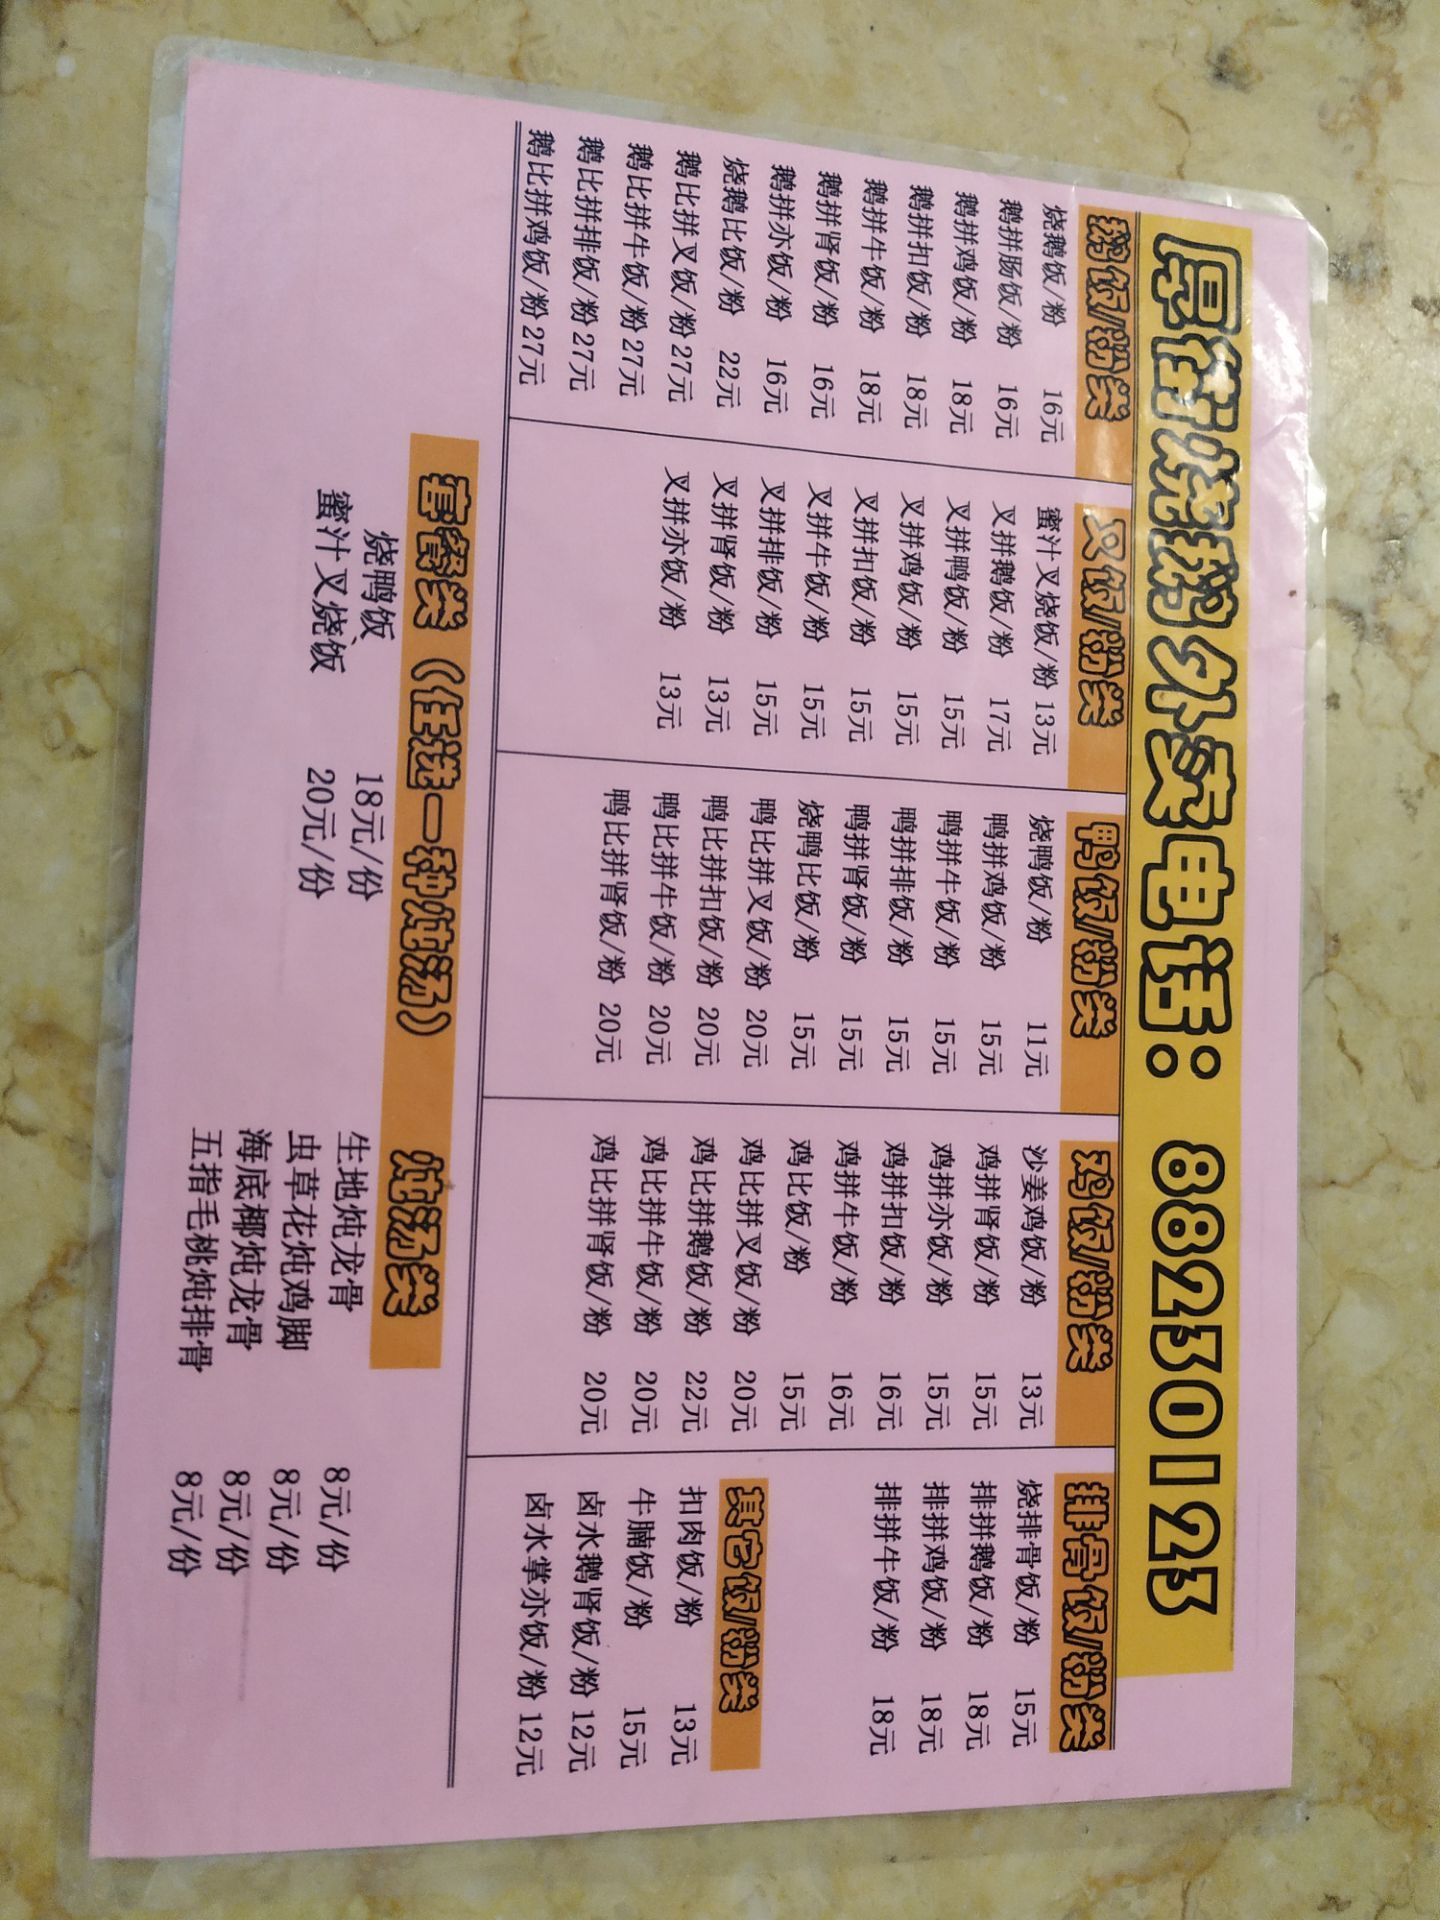 厚街烧鹅外卖电话：88230123
鹅饭/粉类
烧鹅饭/粉 16元
鹅拼肠饭/粉 16元
鹅拼鸡饭/粉 18元
鹅拼扣饭/粉 18元
鹅拼牛饭/粉 18元
鹅拼肾饭/粉 16元
鹅拼亦饭/粉 16元
烧鹅比饭/粉 22元
鹅比拼叉饭/粉 27元
鹅比拼牛饭/粉 27元
鹅比拼排饭/粉 27元
鹅比拼鸡饭/粉 27元
叉饭/粉类
蜜汁叉烧饭/粉 13元
叉拼鹅饭/粉 17元
叉拼鸭饭/粉 15元
叉拼鸡饭/粉 15元
叉拼扣饭/粉 15元
叉拼牛饭/粉 15元
叉拼排饭/粉 15元
叉拼肾饭/粉 13元
叉拼亦饭/粉 13元
鸭饭/粉类
烧鸭饭/粉 11元
鸭拼鸡饭/粉 15元
鸭拼牛饭/粉 15元
鸭拼排饭/粉 15元
鸭拼肾饭/粉 15元
烧鸭比饭/粉 15元
鸭比拼叉饭/粉 20元
鸭比拼扣饭/粉 20元
鸭比拼牛饭/粉 20元
鸭比拼肾饭/粉 20元
鸡饭/粉类
沙姜鸡饭/粉 13元
鸡拼肾饭/粉 15元
鸡拼亦饭/粉 15元
鸡拼扣饭/粉 16元
鸡拼牛饭/粉 16元
鸡比饭/粉 15元
鸡比拼叉饭/粉 20元
鸡比拼鹅饭/粉 22元
鸡比拼牛饭/粉 20元
鸡比拼肾饭/粉 20元
排骨饭/粉类
烧排骨饭/粉 15元
排拼鹅饭/粉 18元
排拼鸡饭/粉 18元
排拼牛饭/粉 18元
其它饭/粉类
扣肉饭/粉 13元
牛腩饭/粉 15元
卤水鹅肾饭/粉 12元
卤水掌亦饭/粉 12元
套餐类（任选一种炖汤）
烧鸭饭、 18元/份
蜜汁叉烧饭 20元/份
炖汤类
生地炖龙骨 8元/份
虫草花炖鸡脚 8元/份
海底椰炖龙骨 8元/份
五指毛桃炖排骨 8元/份